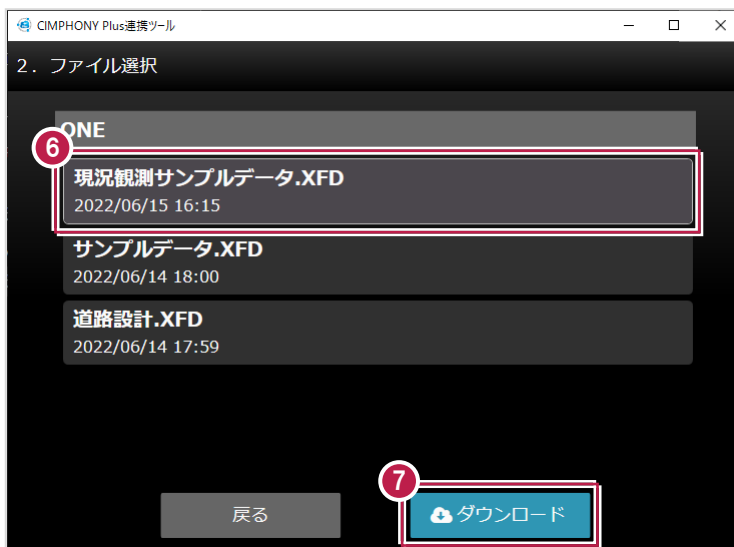 CIMPHONY Plus連携ツール
2．ファイル選択
ONE
6
現況観測サンプルデータ.XFD
2022/06/15 16:15
サンプルデータ.XFD
2022/06/14 18:00
道路設計.XFD
2022/06/14 17:59
7
戻る
ダウンロード